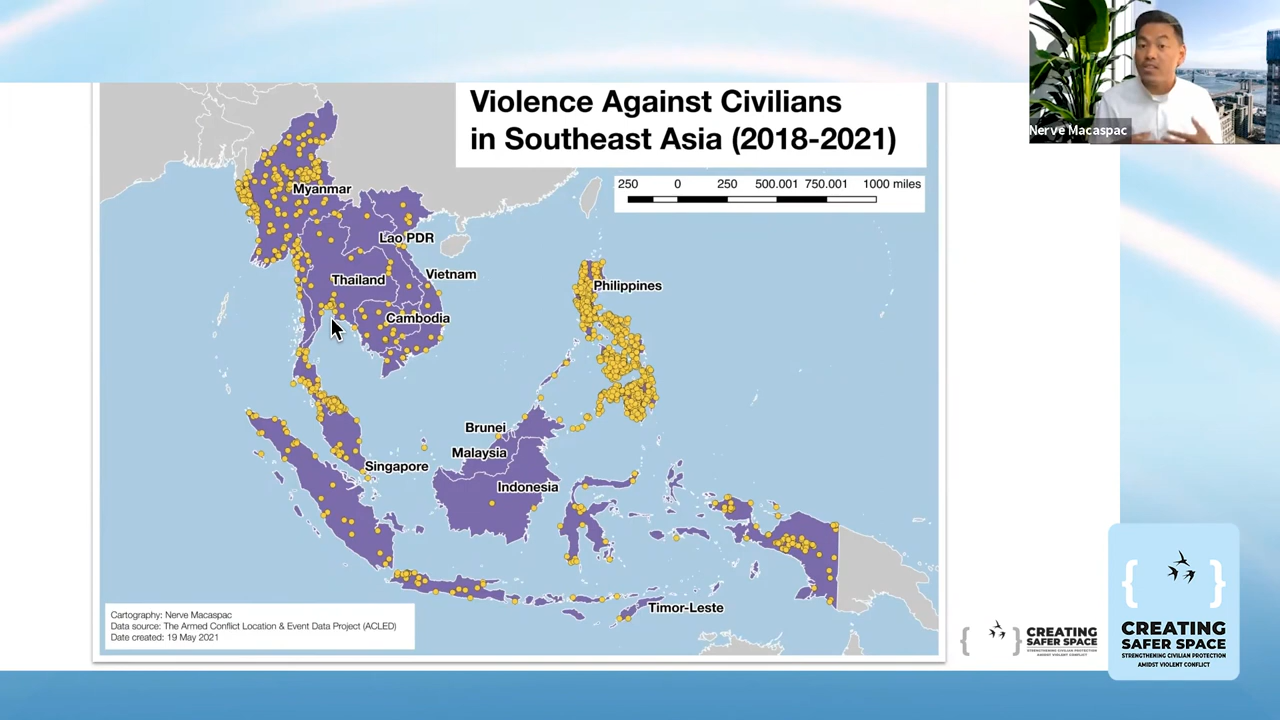 Violence Against Civilians
in Southeast Asia (2018-2021)
250 0 250 500.001 750.001 1000 miles
Nerve Macaspac
Myanmar
Lao PDR
Thailand
Vietnam
Cambodia
Philippines
Brunei
Malaysia
Singapore
Indonesia
Timor-Leste
Cartography: Nerve Macaspac
Data source: The Armed Conflict Location & Event Data Project (ACLED)
Date created: 19 May 2021
{ }
CREATING
SAFER SPACE
STRENGTHENING CIVILIAN PROTECTION
AMIDST VIOLENT CONFLICT
{ }
CREATING
SAFER SPACE
STRENGTHENING CIVILIAN PROTECTION
AMIDST VIOLENT CONFLICT